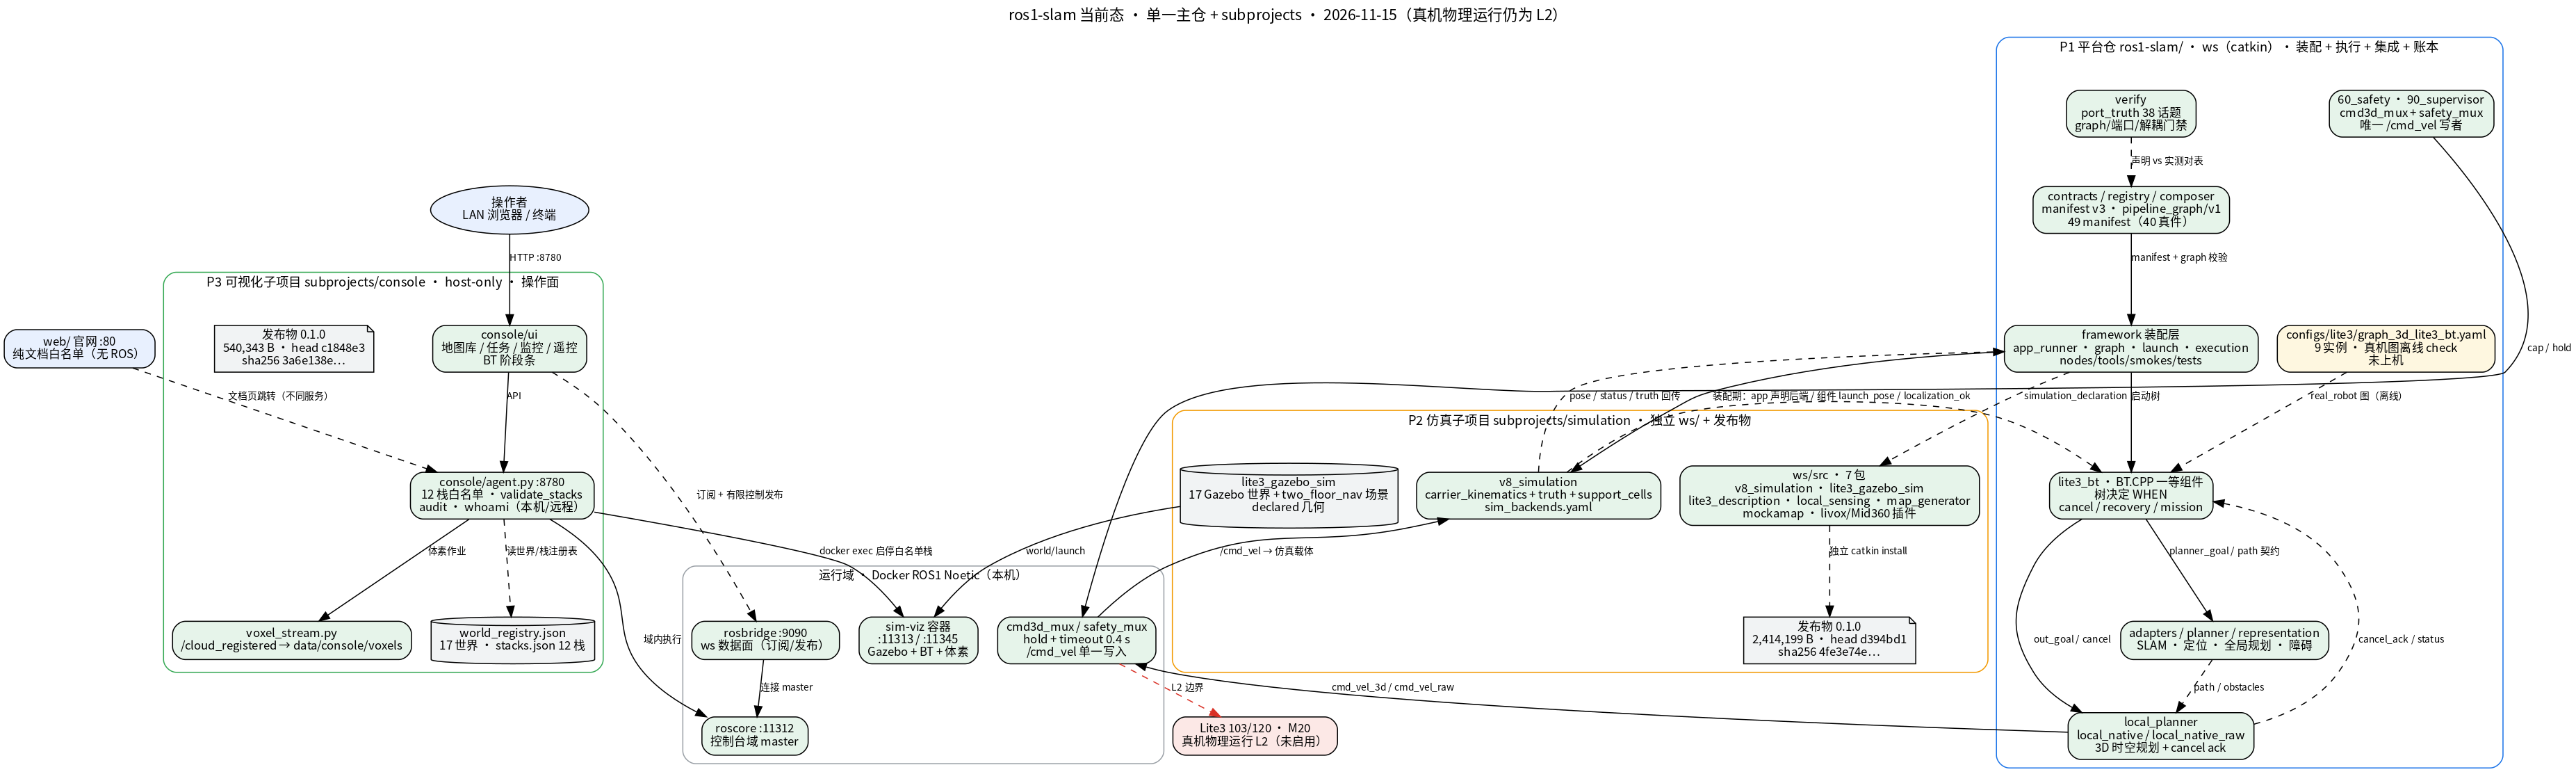 ros1-slam 当前态 · 单一主仓 + subprojects · 2026-11-15（真机物理运行仍为 L2）
P1 平台仓 ros1-slam/ · ws（catkin）· 装配 + 执行 + 集成 + 账本
verify
port_truth 38 话题
graph/端口/解耦门禁
60_safety · 90_supervisor
cmd3d_mux + safety_mux
唯一 /cmd_vel 写者
声明 vs 实测对表
contracts / registry / composer
manifest v3 · pipeline_graph/v1
49 manifest（40 真件）
操作者
LAN 浏览器 / 终端
HTTP :8780
manifest + graph 校验
P3 可视化子项目 subprojects/console · host-only · 操作面
web/ 官网 :80
纯文档白名单（无 ROS）
发布物 0.1.0
540,343 B · head c1848e3
sha256 3a6e138e…
console/ui
地图库 / 任务 / 监控 / 遥控
BT 阶段条
framework 装配层
app_runner · graph · launch · execution
nodes/tools/smokes/tests
configs/lite3/graph_3d_lite3_bt.yaml
9 实例 · 真机图离线 check
未上机
cap / hold
文档页跳转（不同服务）
API
pose / status / truth 回传
装配期：app 声明后端 / 组件 launch
pose / localization_ok
simulation_declaration
启动树
real_robot 图（离线）
P2 仿真子项目 subprojects/simulation · 独立 ws/ + 发布物
console/agent.py :8780
12 栈白名单 · validate_stacks
audit · whoami（本机/远程）
订阅 + 有限控制发布
lite3_gazebo_sim
17 Gazebo 世界 + two_floor_nav 场景
declared 几何
v8_simulation
carrier_kinematics + truth + support_cells
sim_backends.yaml
ws/src · 7 包
v8_simulation · lite3_gazebo_sim
lite3_description · local_sensing · map_generator
mockamap · livox/Mid360 插件
lite3_bt · BT.CPP 一等组件
树决定 WHEN
cancel / recovery / mission
体素作业
读世界/栈注册表
docker exec 启停白名单栈
world/launch
/cmd_vel → 仿真载体
独立 catkin install
planner_goal / path 契约
运行域 · Docker ROS1 Noetic（本机）
voxel_stream.py
/cloud_registered → data/console/voxels
world_registry.json
17 世界 · stacks.json 12 栈
域内执行
rosbridge :9090
ws 数据面（订阅/发布）
sim-viz 容器
:11313 / :11345
Gazebo + BT + 体素
cmd3d_mux / safety_mux
hold + timeout 0.4 s
/cmd_vel 单一写入
发布物 0.1.0
2,414,199 B · head d394bd1
sha256 4fe3e74e…
out_goal / cancel
adapters / planner / representation
SLAM · 定位 · 全局规划 · 障碍
cancel_ack / status
连接 master
L2 边界
cmd_vel_3d / cmd_vel_raw
path / obstacles
roscore :11312
控制台域 master
Lite3 103/120 · M20
真机物理运行 L2（未启用）
local_planner
local_native / local_native_raw
3D 时空规划 + cancel ack